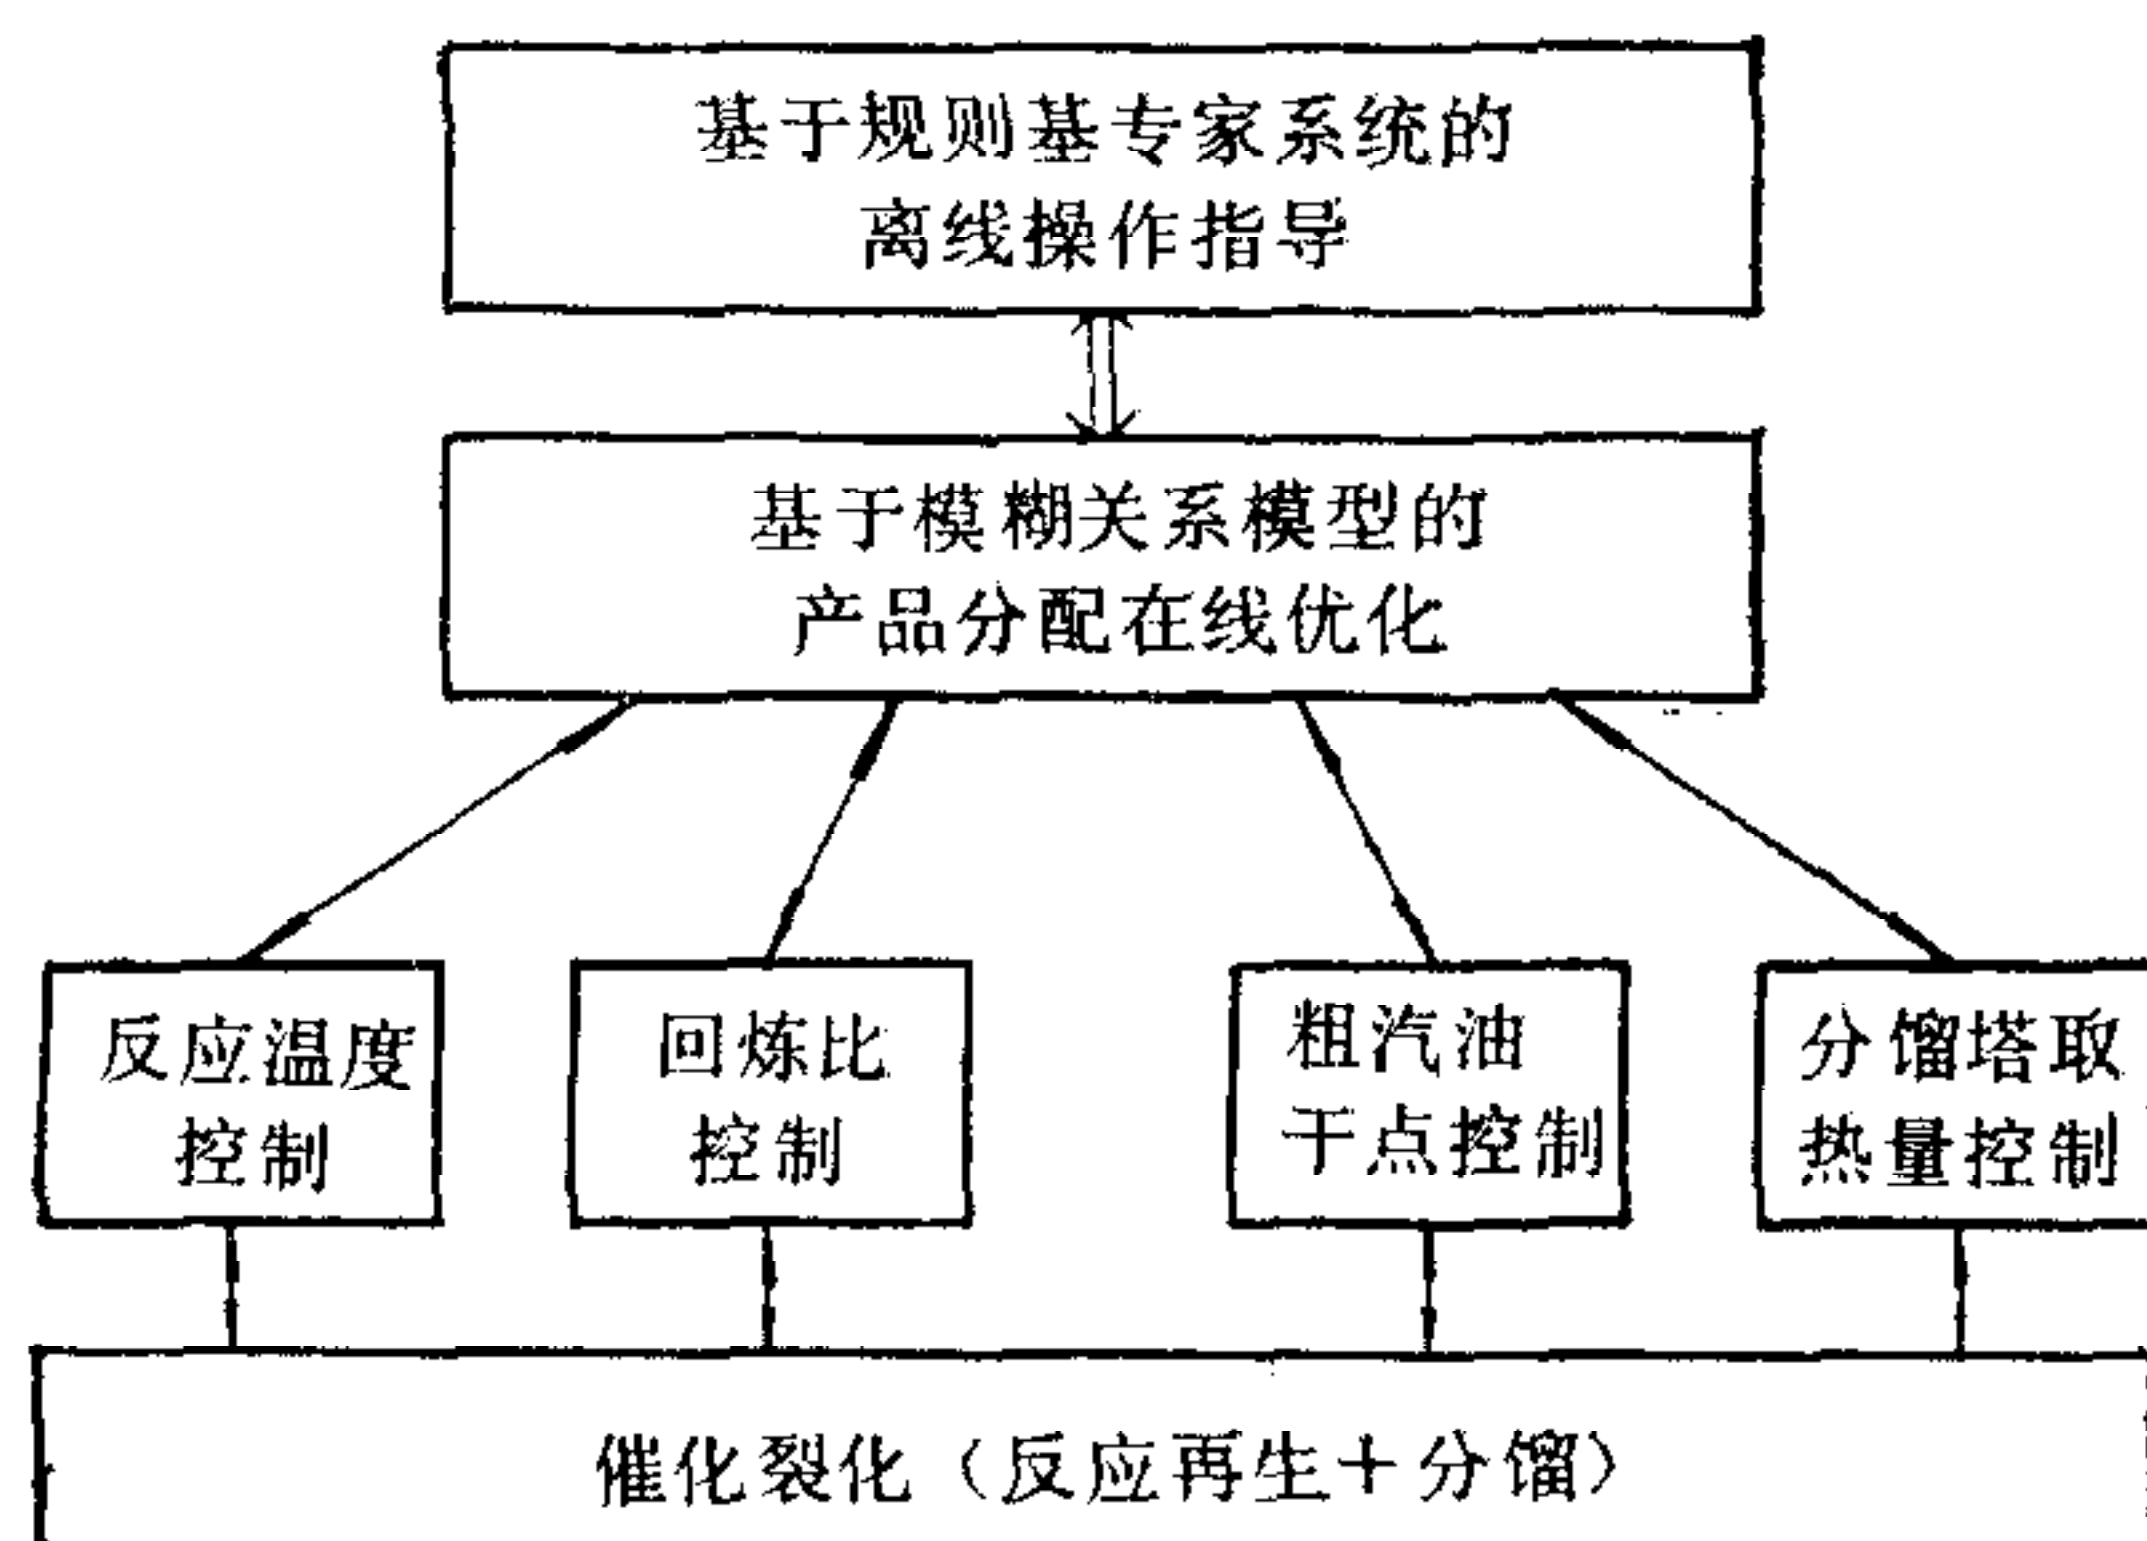 基于规则基专家系统的
离线操作指导
基于模糊关系模型的
产品分配在线优化
反应温度
控制
回炼比
控制
粗汽油
干点控制
分馏塔取
热量控制
催化裂化（反应再生+分馏）